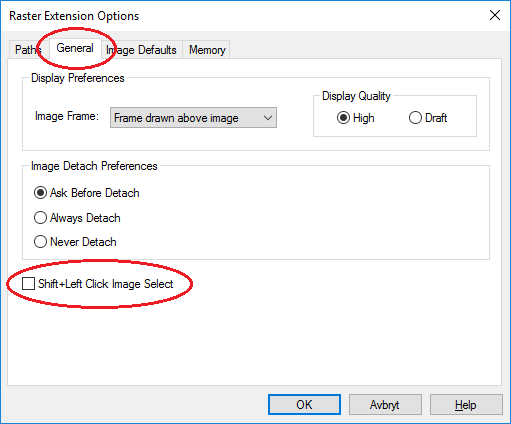 Raster Extension Options
Paths General Image Defaults Memory
Display Preferences
Image Frame: Frame drawn above image
Display Quality
High Draft
Image Detach Preferences
Ask Before Detach
Always Detach
Never Detach
Shift+Left Click Image Select
OK Avbryt Help